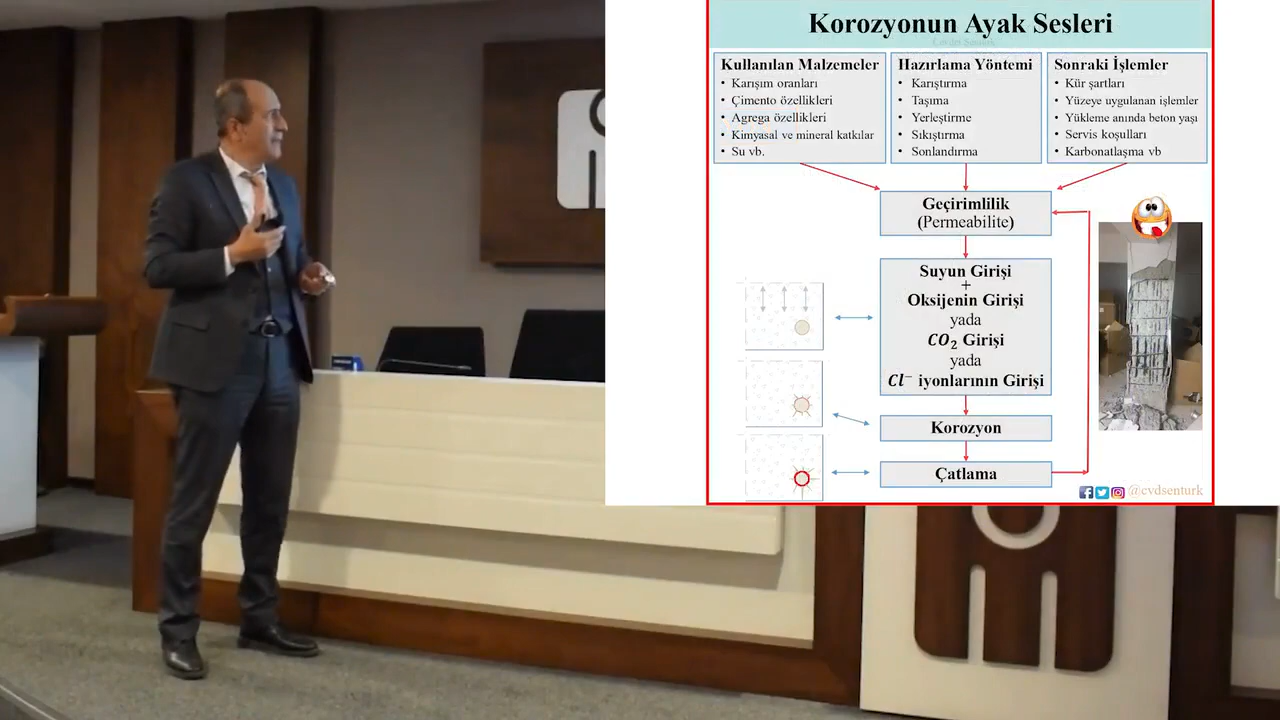 Korozyonun Ayak Sesleri
Kullanılan Malzemeler
• Karışım oranları
• Çimento özellikleri
• Agrega özellikleri
• Kimyasal ve mineral katkılar
• Su vb.
Hazırlama Yöntemi
• Karıştırma
• Taşıma
• Yerleştirme
• Sıkıştırma
• Sonlandırma
Sonraki İşlemler
• Kür şartları
• Yüzeye uygulanan işlemler
• Yükleme anında beton yaşı
• Servis koşulları
• Karbonatlaşma vb
Geçirimlilik
(Permeabilite)
Suyun Girişi
+
Oksijenin Girişi
yada
CO₂ Girişi
yada
Cl⁻ iyonlarının Girişi
Korozyon
Çatlama
@cvdsenturk